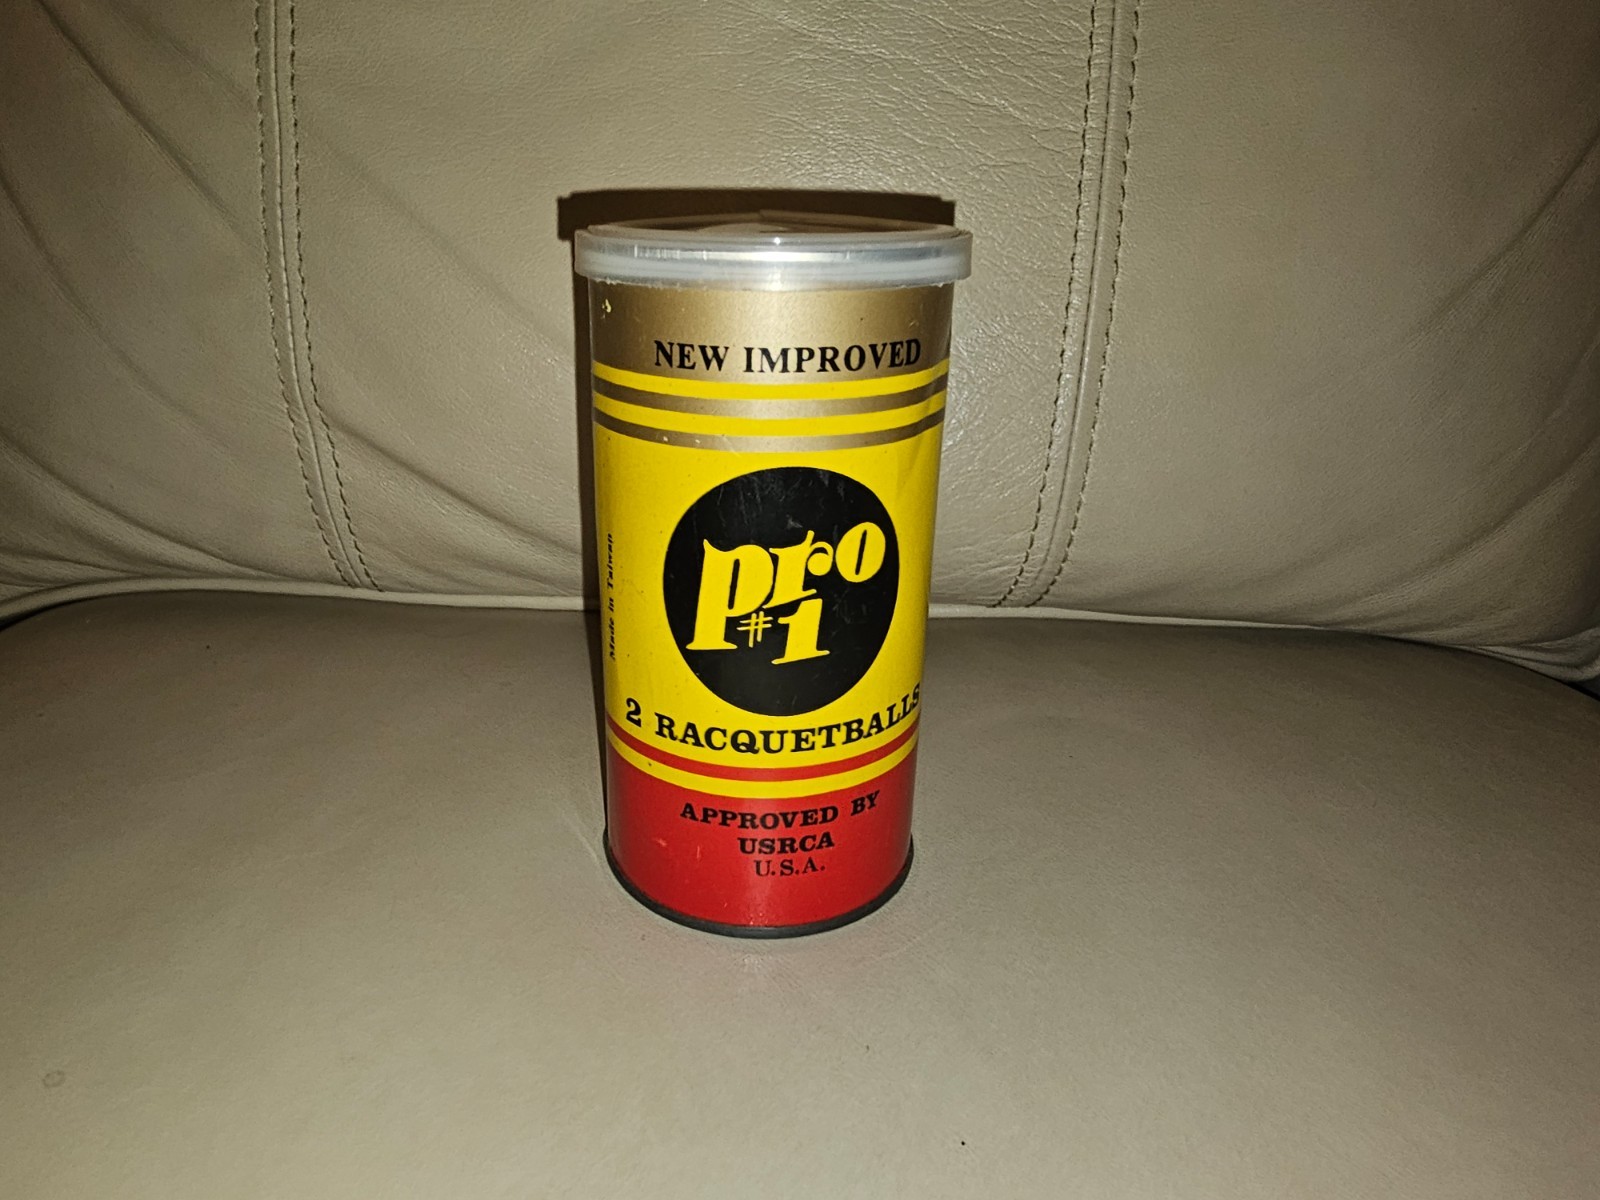 NEW IMPROVED
pro
#1
Made in Taiwan
2 RACQUETBALLS
APPROVED BY
USRCA
U.S.A.